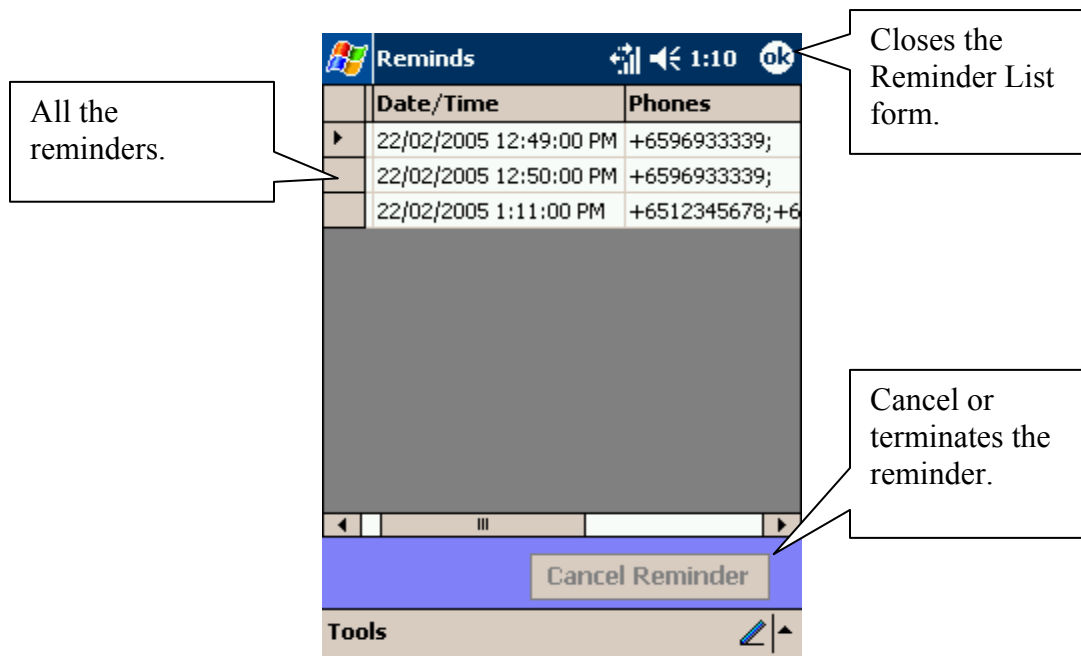 Closes the
Reminder List
form.
Reminds 1:10 ok
All the
reminders.
Date/Time Phones
22/02/2005 12:49:00 PM +6596933339;
22/02/2005 12:50:00 PM +6596933339;
22/02/2005 1:11:00 PM +6512345678;+6
Cancel or
terminates the
reminder.
Cancel Reminder
Tools